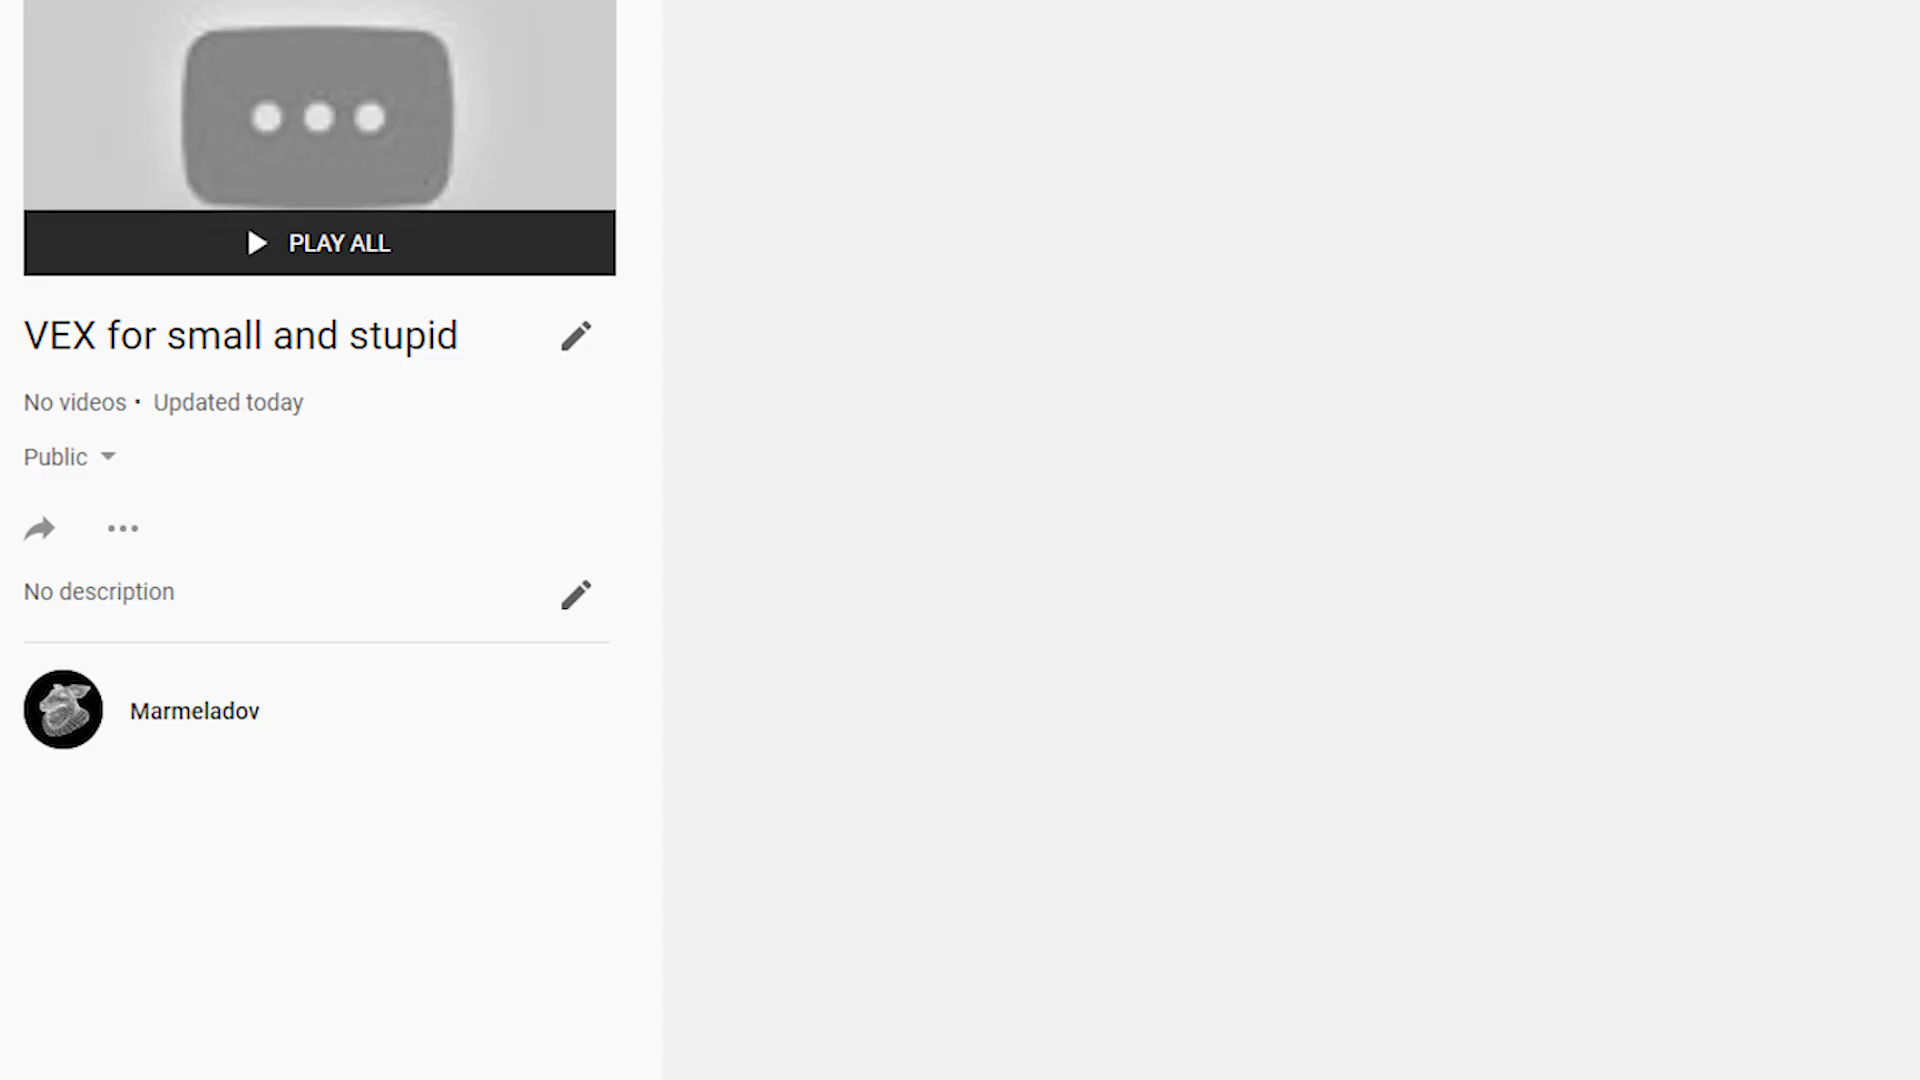 PLAY ALL
VEX for small and stupid
No videos • Updated today
Public
No description
Marmeladov